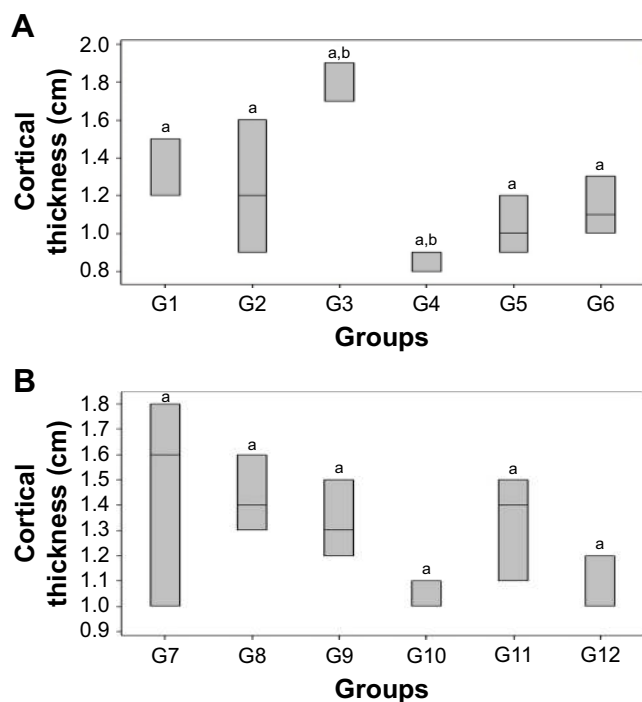 A
Cortical
thickness (cm)
2.0
1.8
1.6
1.4
1.2
1.0
0.8
a
a
a,b
a,b
a
a
G1 G2 G3 G4 G5 G6
Groups
B
Cortical
thickness (cm)
1.8
1.7
1.6
1.5
1.4
1.3
1.2
1.1
1.0
0.9
a
a
a
a
a
a
G7 G8 G9 G10 G11 G12
Groups